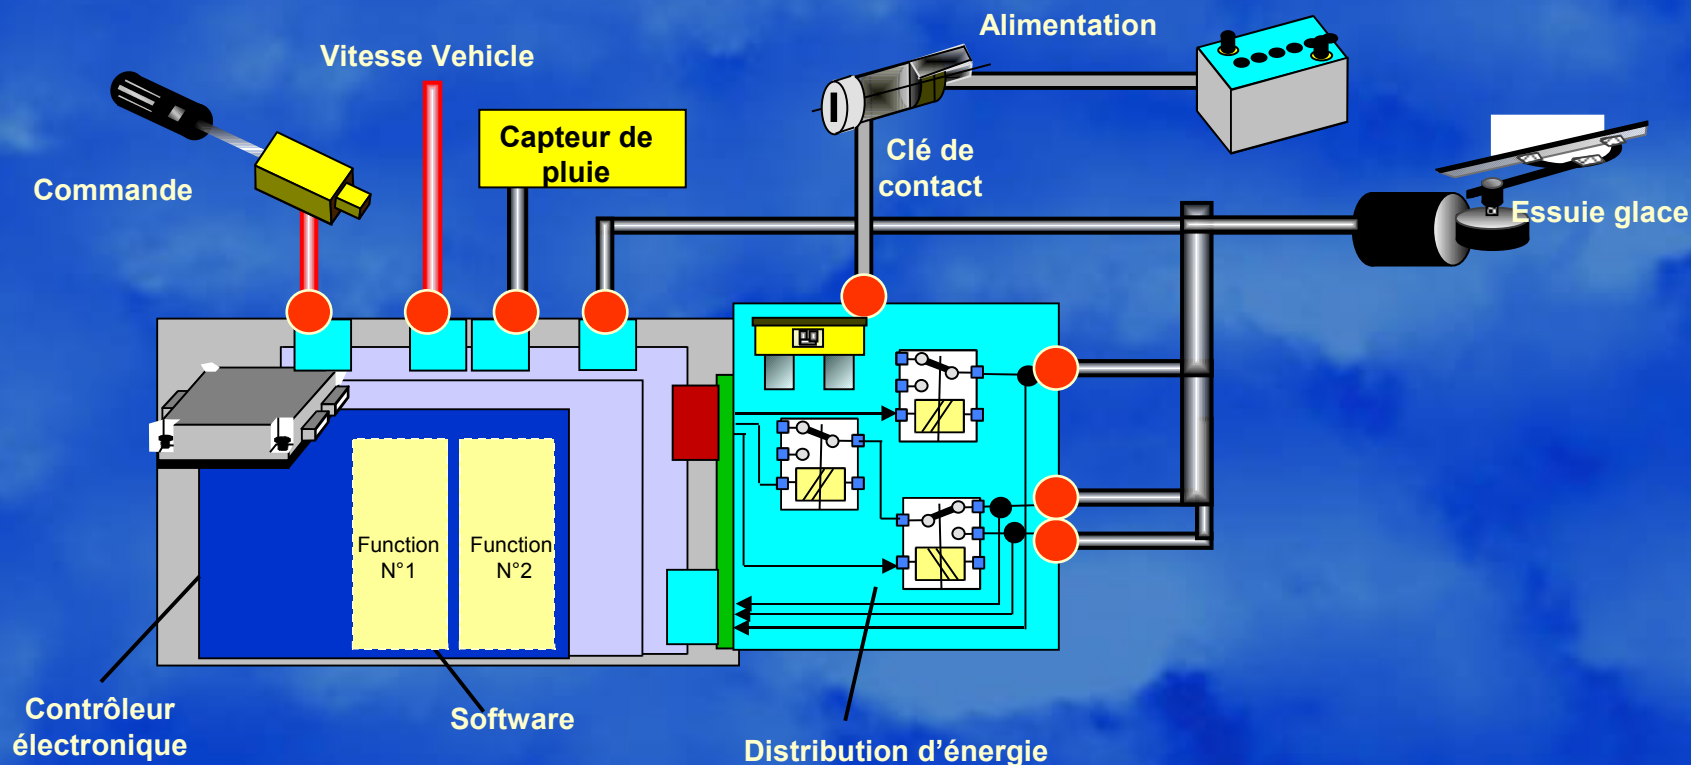 Alimentation
Vitesse Vehicle
Capteur de
pluie
Clé de
contact
Commande
Essuie glace
Function
N°1
Function
N°2
Contrôleur
électronique
Software
Distribution d'énergie